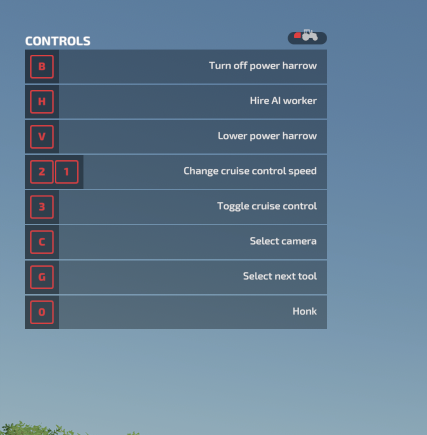 CONTROLS
B Turn off power harrow
H Hire AI worker
V Lower power harrow
2 1 Change cruise control speed
3 Toggle cruise control
C Select camera
G Select next tool
0 Honk